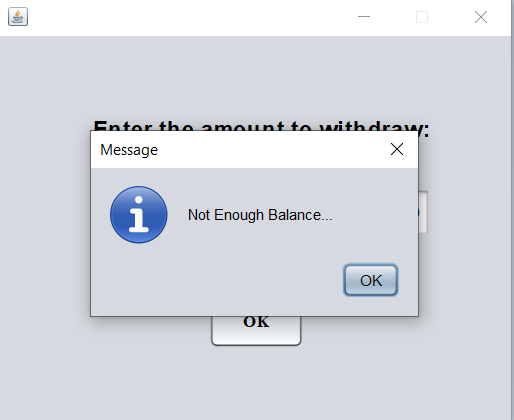 Enter the amount to withdraw:
Message
Not Enough Balance...
OK
OK